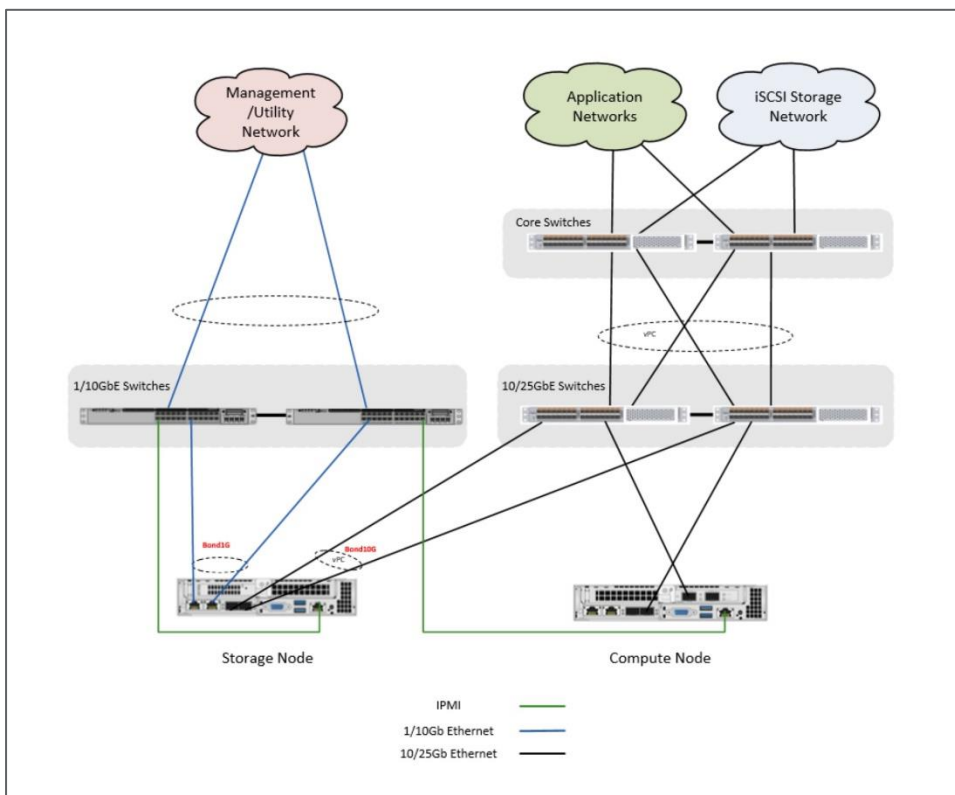 Management
/Utility
Network
Application
Networks
iSCSI Storage
Network
Core Switches
vPC
1/10GbE Switches
10/25GbE Switches
Bond1G
Bond10G
vPC
Storage Node
Compute Node
IPMI
1/10Gb Ethernet
10/25Gb Ethernet